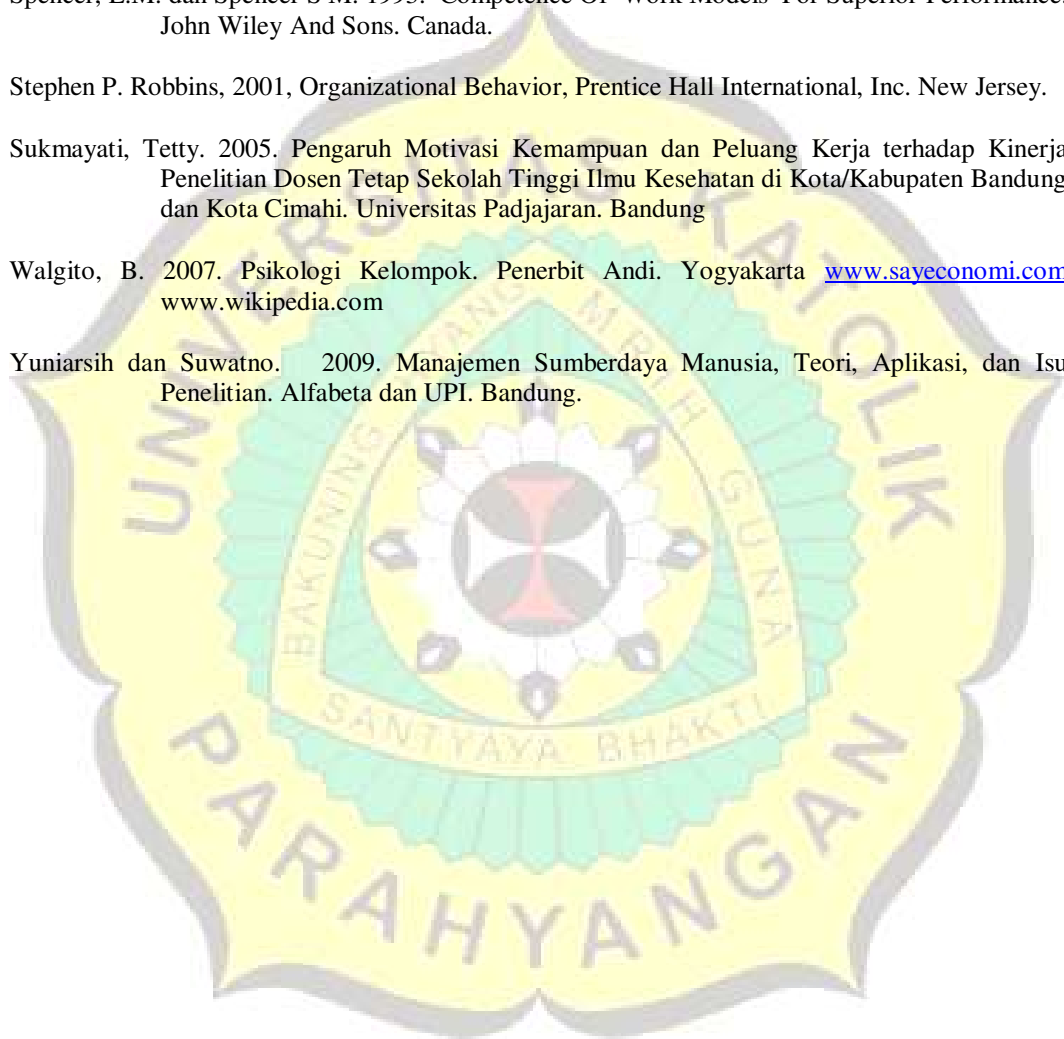 Spencer, L.M. dan Spencer S M. 1993. Competence Of Work Models For Superior Performance.
John Wiley And Sons. Canada.
Stephen P. Robbins, 2001, Organizational Behavior, Prentice Hall International, Inc. New Jersey.
Sukmayati, Tetty. 2005. Pengaruh Motivasi Kemampuan dan Peluang Kerja terhadap Kinerja
Penelitian Dosen Tetap Sekolah Tinggi Ilmu Kesehatan di Kota/Kabupaten Bandung
dan Kota Cimahi. Universitas Padjajaran. Bandung
Walgito, B. 2007. Psikologi Kelompok. Penerbit Andi. Yogyakarta www.sayeconomi.com
www.wikipedia.com
Yuniarsih dan Suwatno. 2009. Manajemen Sumberdaya Manusia, Teori, Aplikasi, dan Isu
Penelitian. Alfabeta dan UPI. Bandung.
UNIVERSITAS KATOLIK
PARAHYANGAN
BAKUNING HYANG MRIH GUNA
SANTYAYA BHAKTI